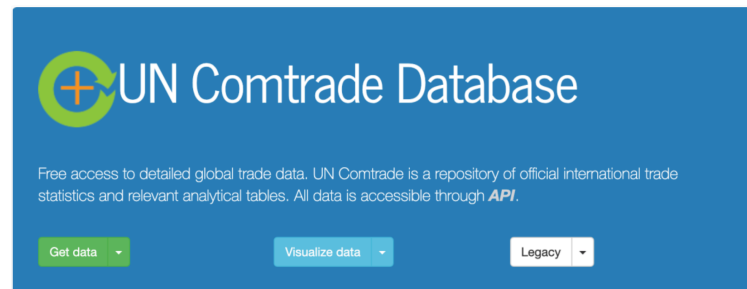 UN Comtrade Database
Free access to detailed global trade data. UN Comtrade is a repository of official international trade
statistics and relevant analytical tables. All data is accessible through API.
Get data Visualize data Legacy